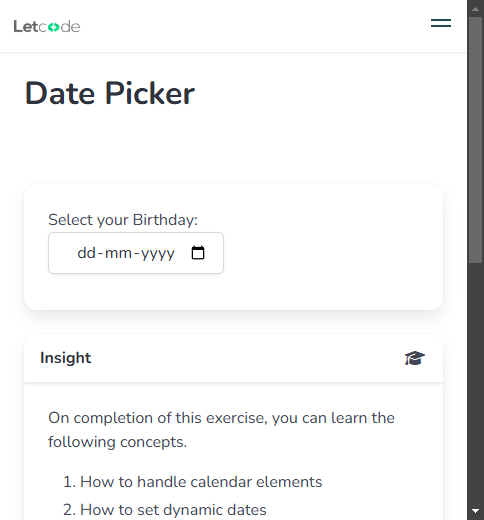 Letcode
Date Picker
Select your Birthday:
dd-mm-yyyy
Insight
On completion of this exercise, you can learn the
following concepts.
1. How to handle calendar elements
2. How to set dynamic dates